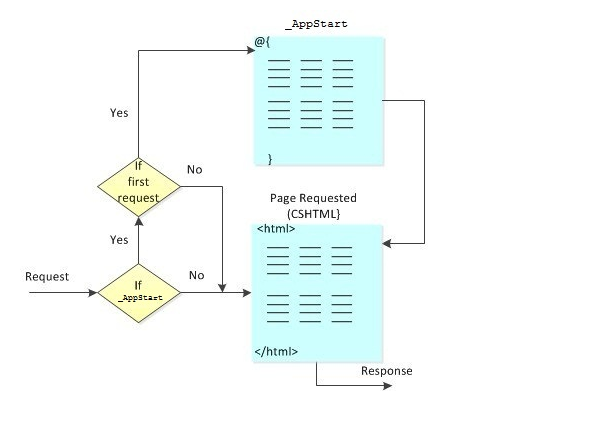 _AppStart
@{
}
Yes
If
first
request
No
Page Requested
(CSHTML}
<html>
</html>
Yes
No
Request
If
_AppStart
Response